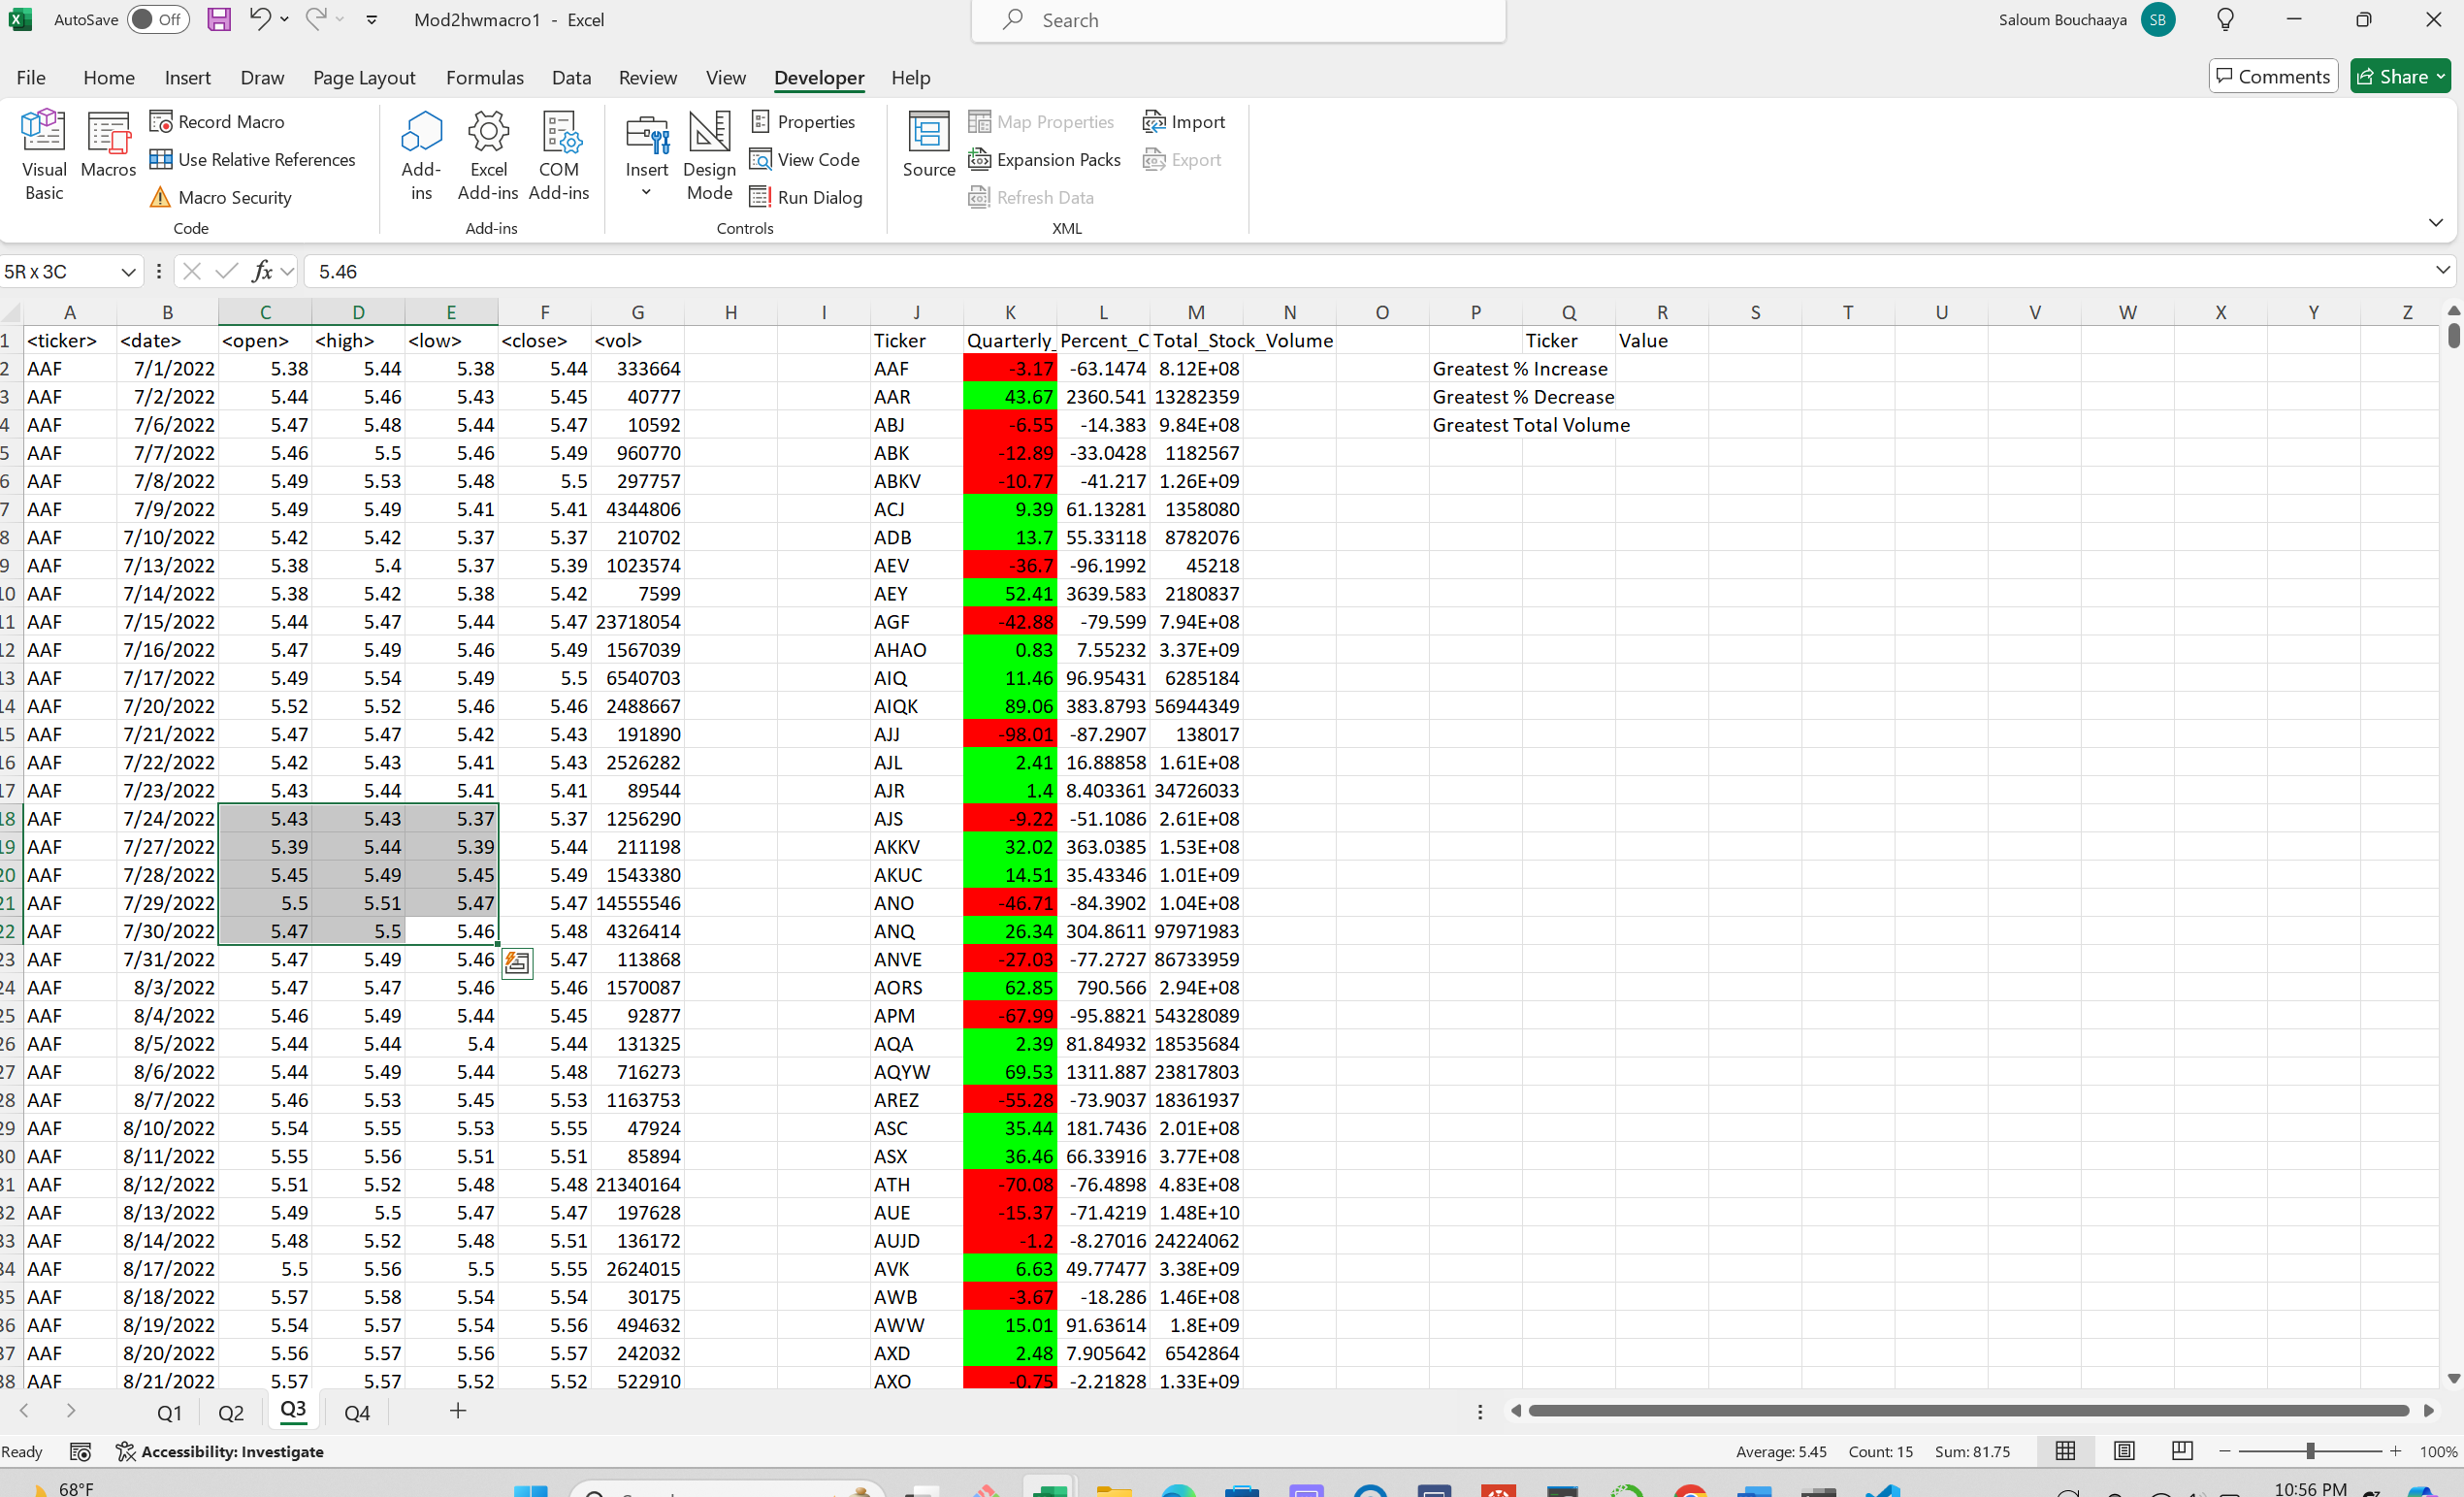 AutoSave Off Mod2hwmacro1 - Excel Search Saloum Bouchaaya SB
File Home Insert Draw Page Layout Formulas Data Review View Developer Help Comments Share
Visual Basic Macros Record Macro Use Relative References Macro Security Code
Add-ins Excel Add-ins COM Add-ins Add-ins
Insert Design Mode Properties View Code Run Dialog Controls
Source Map Properties Expansion Packs Refresh Data Import Export XML
5R x 3C fx 5.46
A B C D E F G H I J K L M N O P Q R S T U V W X Y Z
1 <ticker> <date> <open> <high> <low> <close> <vol> Ticker Quarterly_ Percent_C Total_Stock_Volume Ticker Value
2 AAF 7/1/2022 5.38 5.44 5.38 5.44 333664 AAF -3.17 -63.1474 8.12E+08 Greatest % Increase
3 AAF 7/2/2022 5.44 5.46 5.43 5.45 40777 AAR 43.67 2360.541 13282359 Greatest % Decrease
4 AAF 7/6/2022 5.47 5.48 5.44 5.47 10592 ABJ -6.55 -14.383 9.84E+08 Greatest Total Volume
5 AAF 7/7/2022 5.46 5.5 5.46 5.49 960770 ABK -12.89 -33.0428 1182567
6 AAF 7/8/2022 5.49 5.53 5.48 5.5 297757 ABKV -10.77 -41.217 1.26E+09
7 AAF 7/9/2022 5.49 5.49 5.41 5.41 4344806 ACJ 9.39 61.13281 1358080
8 AAF 7/10/2022 5.42 5.42 5.37 5.37 210702 ADB 13.7 55.33118 8782076
9 AAF 7/13/2022 5.38 5.4 5.37 5.39 1023574 AEV -36.7 -96.1992 45218
10 AAF 7/14/2022 5.38 5.42 5.38 5.42 7599 AEY 52.41 3639.583 2180837
11 AAF 7/15/2022 5.44 5.47 5.44 5.47 23718054 AGF -42.88 -79.599 7.94E+08
12 AAF 7/16/2022 5.47 5.49 5.46 5.49 1567039 AHAO 0.83 7.55232 3.37E+09
13 AAF 7/17/2022 5.49 5.54 5.49 5.5 6540703 AIQ 11.46 96.95431 6285184
14 AAF 7/20/2022 5.52 5.52 5.46 5.46 2488667 AIQK 89.06 383.8793 56944349
15 AAF 7/21/2022 5.47 5.47 5.42 5.43 191890 AJJ -98.01 -87.2907 138017
16 AAF 7/22/2022 5.42 5.43 5.41 5.43 2526282 AJL 2.41 16.88858 1.61E+08
17 AAF 7/23/2022 5.43 5.44 5.41 5.41 89544 AJR 1.4 8.403361 34726033
18 AAF 7/24/2022 5.43 5.43 5.37 5.37 1256290 AJS -9.22 -51.1086 2.61E+08
19 AAF 7/27/2022 5.39 5.44 5.39 5.44 211198 AKKV 32.02 363.0385 1.53E+08
20 AAF 7/28/2022 5.45 5.49 5.45 5.49 1543380 AKUC 14.51 35.43346 1.01E+09
21 AAF 7/29/2022 5.5 5.51 5.47 5.47 14555546 ANO -46.71 -84.3902 1.04E+08
22 AAF 7/30/2022 5.47 5.5 5.46 5.48 4326414 ANQ 26.34 304.8611 97971983
23 AAF 7/31/2022 5.47 5.49 5.46 5.47 113868 ANVE -27.03 -77.2727 86733959
24 AAF 8/3/2022 5.47 5.47 5.46 5.46 1570087 AORS 62.85 790.566 2.94E+08
25 AAF 8/4/2022 5.46 5.49 5.44 5.45 92877 APM -67.99 -95.8821 54328089
26 AAF 8/5/2022 5.44 5.44 5.4 5.44 131325 AQA 2.39 81.84932 18535684
27 AAF 8/6/2022 5.44 5.49 5.44 5.48 716273 AQYW 69.53 1311.887 23817803
28 AAF 8/7/2022 5.46 5.53 5.45 5.53 1163753 AREZ -55.28 -73.9037 18361937
29 AAF 8/10/2022 5.54 5.55 5.53 5.55 47924 ASC 35.44 181.7436 2.01E+08
30 AAF 8/11/2022 5.55 5.56 5.51 5.51 85894 ASX 36.46 66.33916 3.77E+08
31 AAF 8/12/2022 5.51 5.52 5.48 5.48 21340164 ATH -70.08 -76.4898 4.83E+08
32 AAF 8/13/2022 5.49 5.5 5.47 5.47 197628 AUE -15.37 -71.4219 1.48E+10
33 AAF 8/14/2022 5.48 5.52 5.48 5.51 136172 AUJD -1.2 -8.27016 24224062
34 AAF 8/17/2022 5.5 5.56 5.5 5.55 2624015 AVK 6.63 49.77477 3.38E+09
35 AAF 8/18/2022 5.57 5.58 5.54 5.54 30175 AWB -3.67 -18.286 1.46E+08
36 AAF 8/19/2022 5.54 5.57 5.54 5.56 494632 AWW 15.01 91.63614 1.8E+09
37 AAF 8/20/2022 5.56 5.57 5.56 5.57 242032 AXD 2.48 7.905642 6542864
38 AAF 8/21/2022 5.57 5.57 5.52 5.52 522910 AXO -0.75 -2.21828 1.33E+09
Q1 Q2 Q3 Q4
Ready Accessibility: Investigate Average: 5.45 Count: 15 Sum: 81.75 100%
68°F 10:56 PM